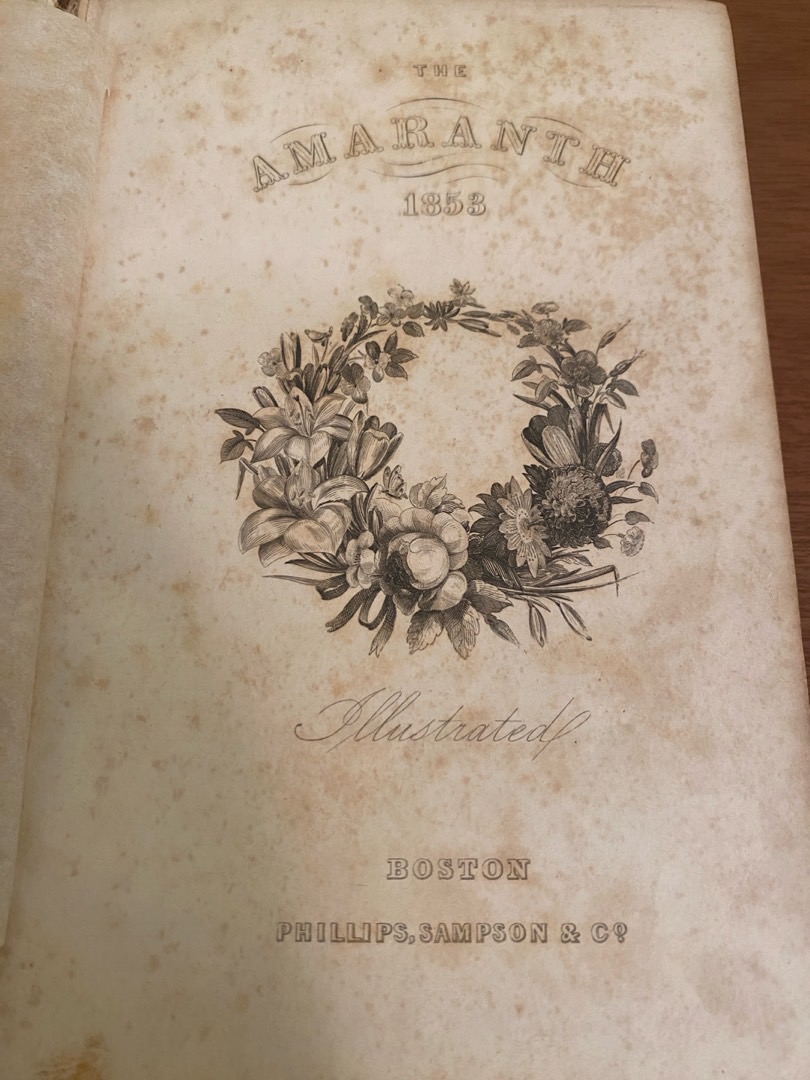 THE
AMARANTH
1853
Illustrated.
BOSTON
PHILLIPS, SAMPSON & Cº